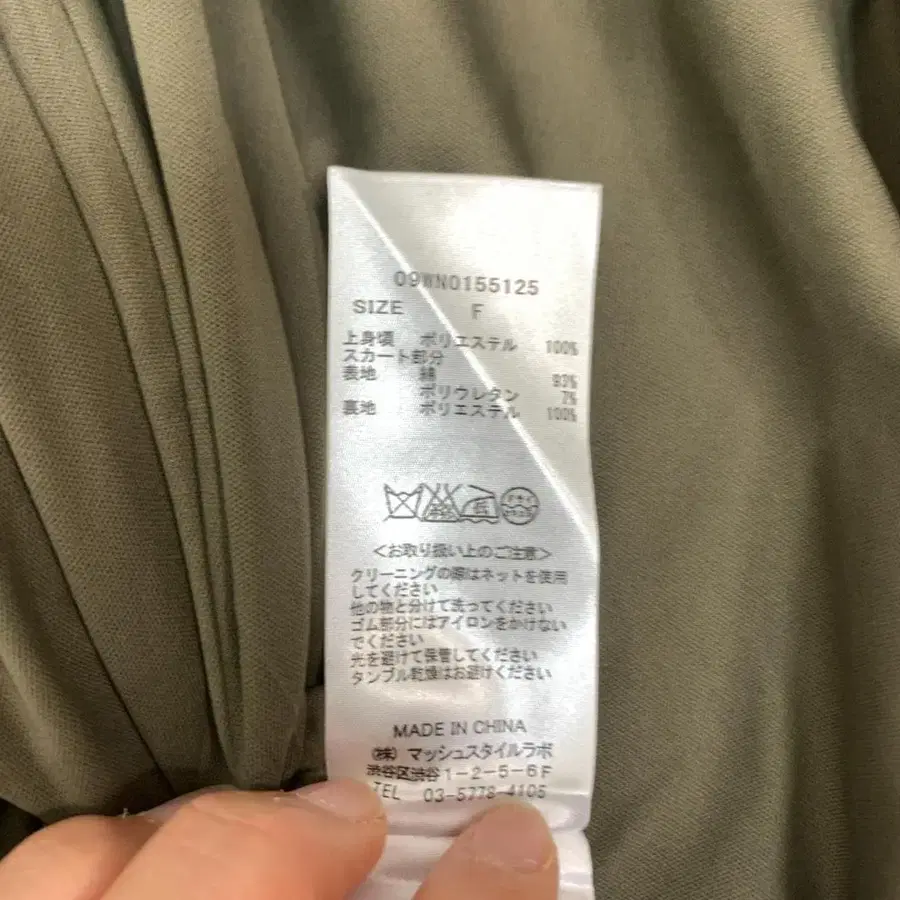 09WN0155125
SIZE F
上身頃 ポリエステル 100%
スカート部分
表地 綿 93%
ポリウレタン 7%
裏地 ポリエステル 100%
<お取り扱い上のご注意>
クリーニングの際はネットを使用
してください
他の物と分けて洗ってください
ゴム部分にはアイロンをかけない
でください
光を避けて保管してください
タンブル乾燥はお避けください
MADE IN CHINA
㈱ マッシュスタイルラボ
渋谷区渋谷1-2-5-6F
TEL 03-5778-4105